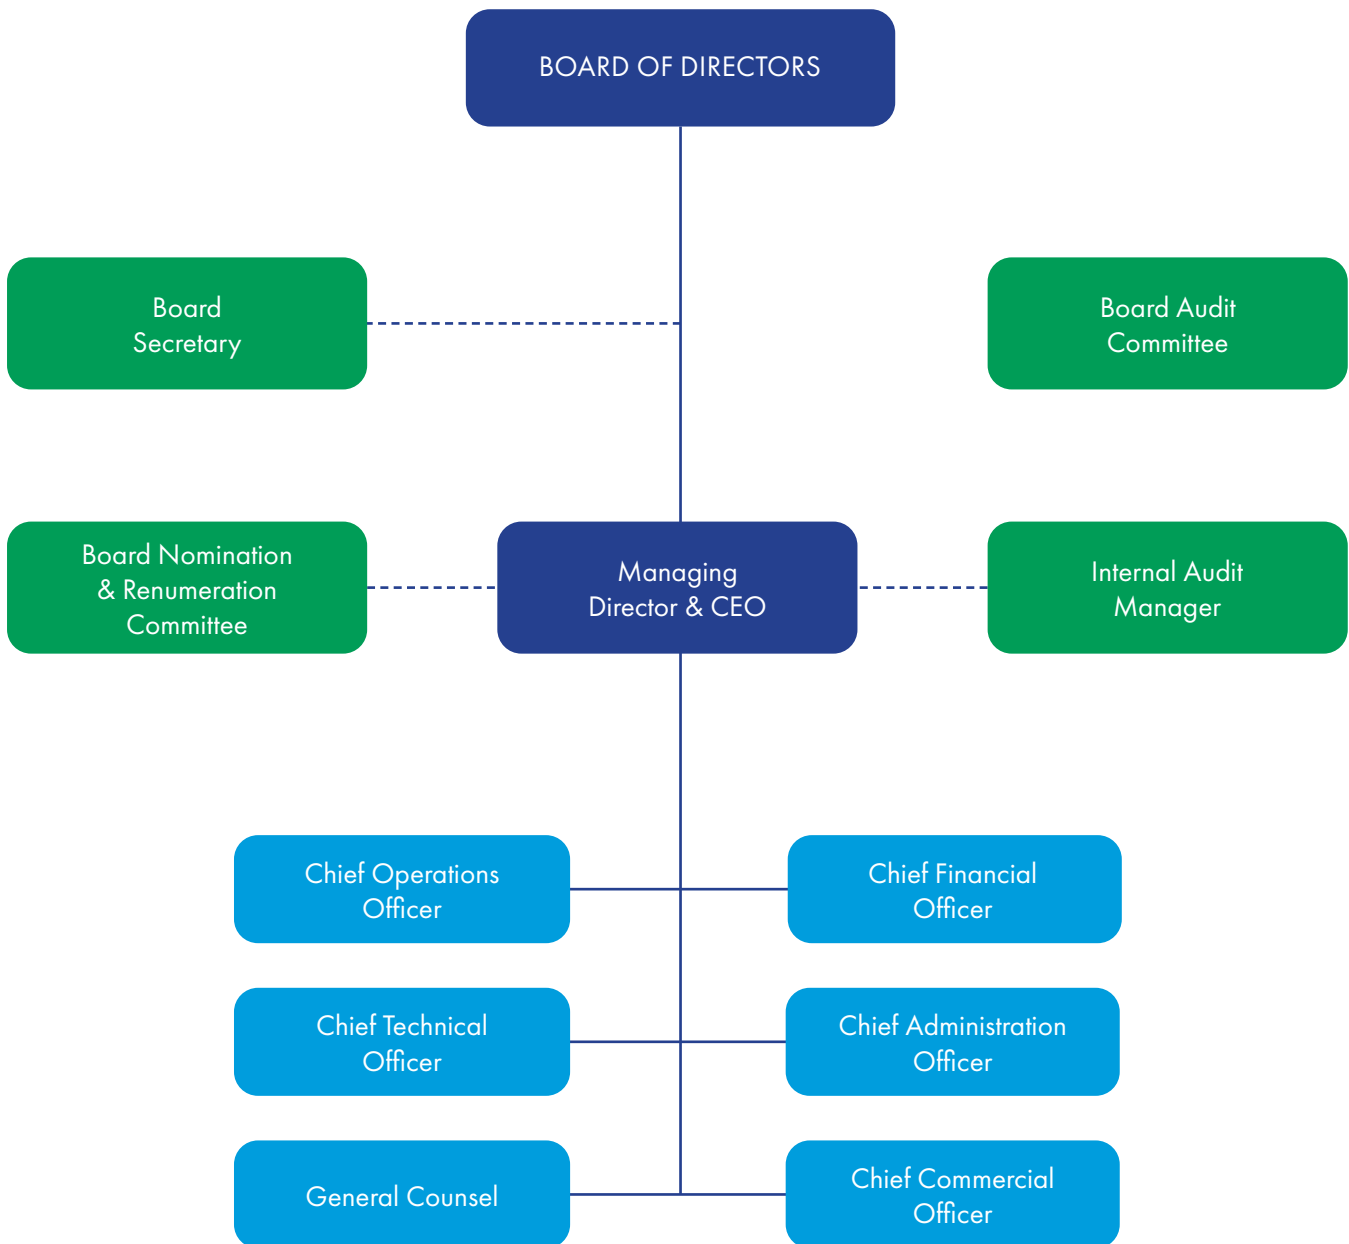 BOARD OF DIRECTORS
Board
Secretary
Board Audit
Committee
Board Nomination
& Renumeration
Committee
Managing
Director & CEO
Internal Audit
Manager
Chief Operations
Officer
Chief Financial
Officer
Chief Technical
Officer
Chief Administration
Officer
General Counsel
Chief Commercial
Officer